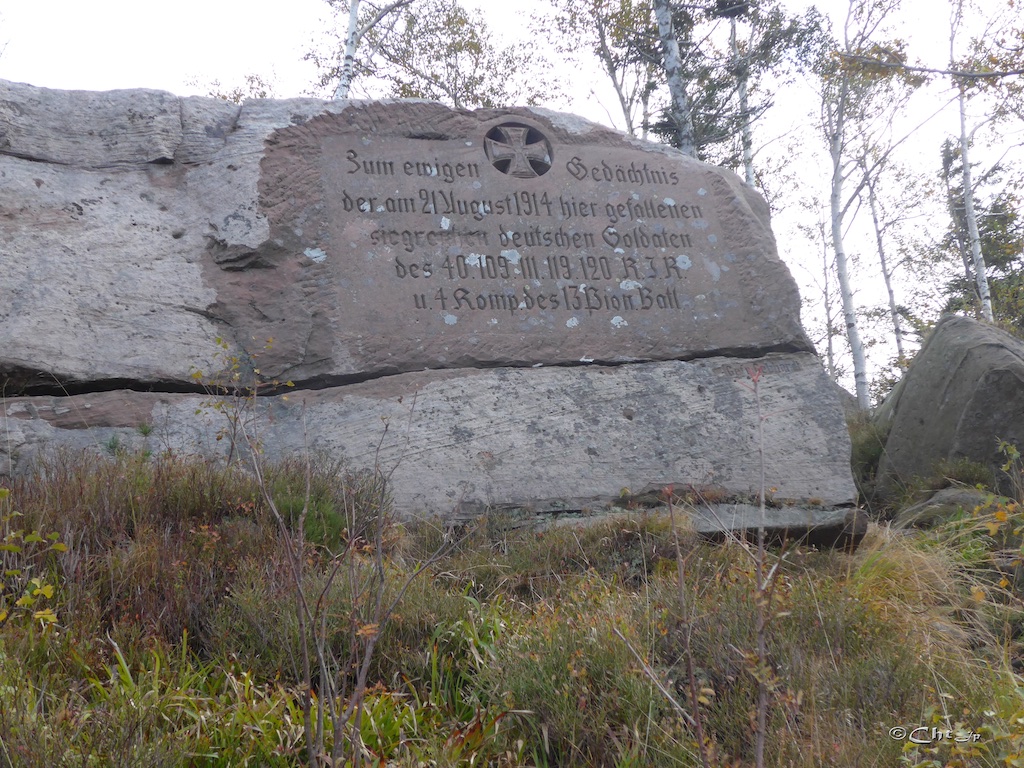 Zum ewigen Gedächtnis
der am 21 August 1914 hier gefallenen
siegreichen deutschen Soldaten
des 40. 109. 111. 119. 120. R. I. R.
u. 4 Komp. des 13 Pion. Batl
©